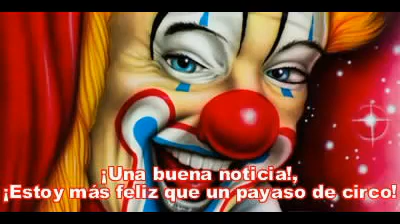 ¡Una buena noticia!,
¡Estoy más feliz que un payaso de circo!